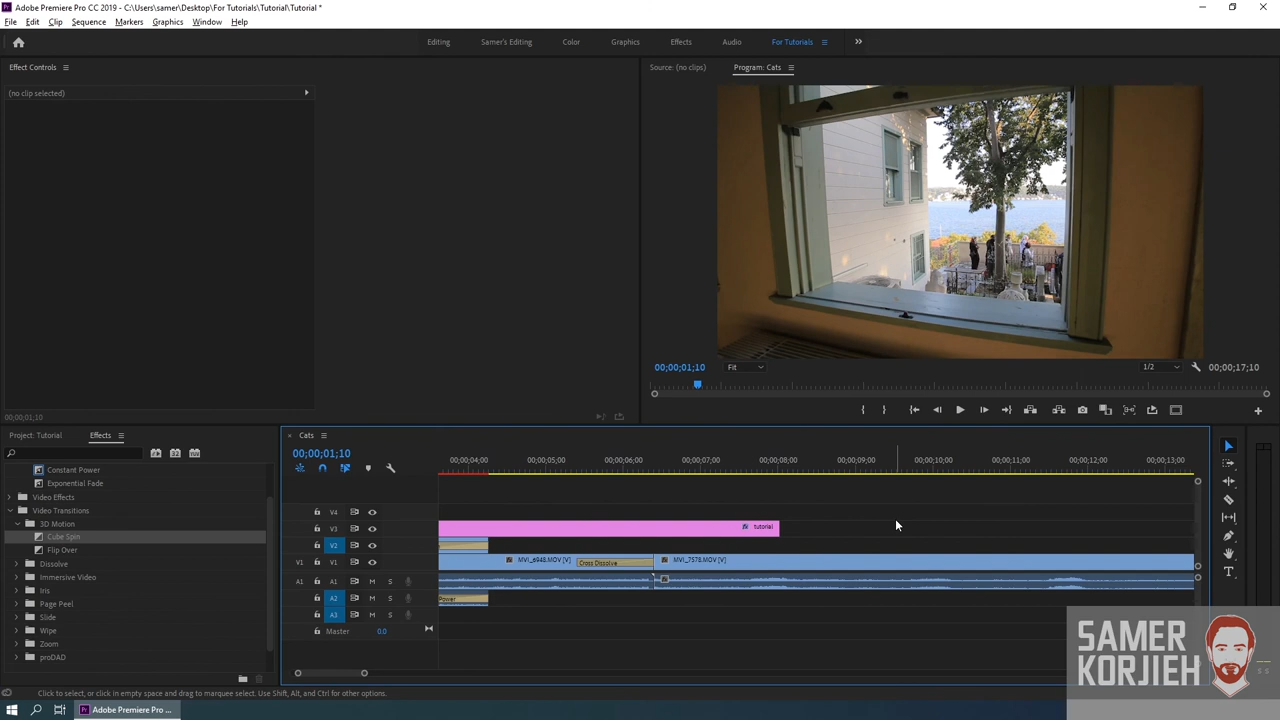 Adobe Premiere Pro CC 2019 - C:\Users\samer\Desktop\For Tutorials\Tutorial\Tutorial *
File Edit Clip Sequence Markers Graphics Window Help
Editing Samer's Editing Color Graphics Effects Audio For Tutorials
Effect Controls
Source: (no clips) Program: Cats
(no clip selected)
00;00;01;10 Fit 1/2 00;00;17;10
00;00;01;10
Project: Tutorial Effects
Cats
00;00;01;10
00;00;04;00 00;00;05;00 00;00;06;00 00;00;07;00 00;00;08;00 00;00;09;00 00;00;10;00 00;00;11;00 00;00;12;00 00;00;13;00
Constant Power
Exponential Fade
Video Effects
Video Transitions
3D Motion
Cube Spin
Flip Over
Dissolve
Immersive Video
Iris
Page Peel
Slide
Wipe
Zoom
proDAD
V4
V3 tutorial
V2
V1 V1 MVI_6948.MOV [V] Cross Dissolve MVI_7578.MOV [V]
A1 A1 M S
A2 M S Power
A3 M S
Master 0.0
S S
SAMER
KORJIEH
Click to select, or click in empty space and drag to marquee select. Use Shift, Alt, and Ctrl for other options.
Adobe Premiere Pro ...